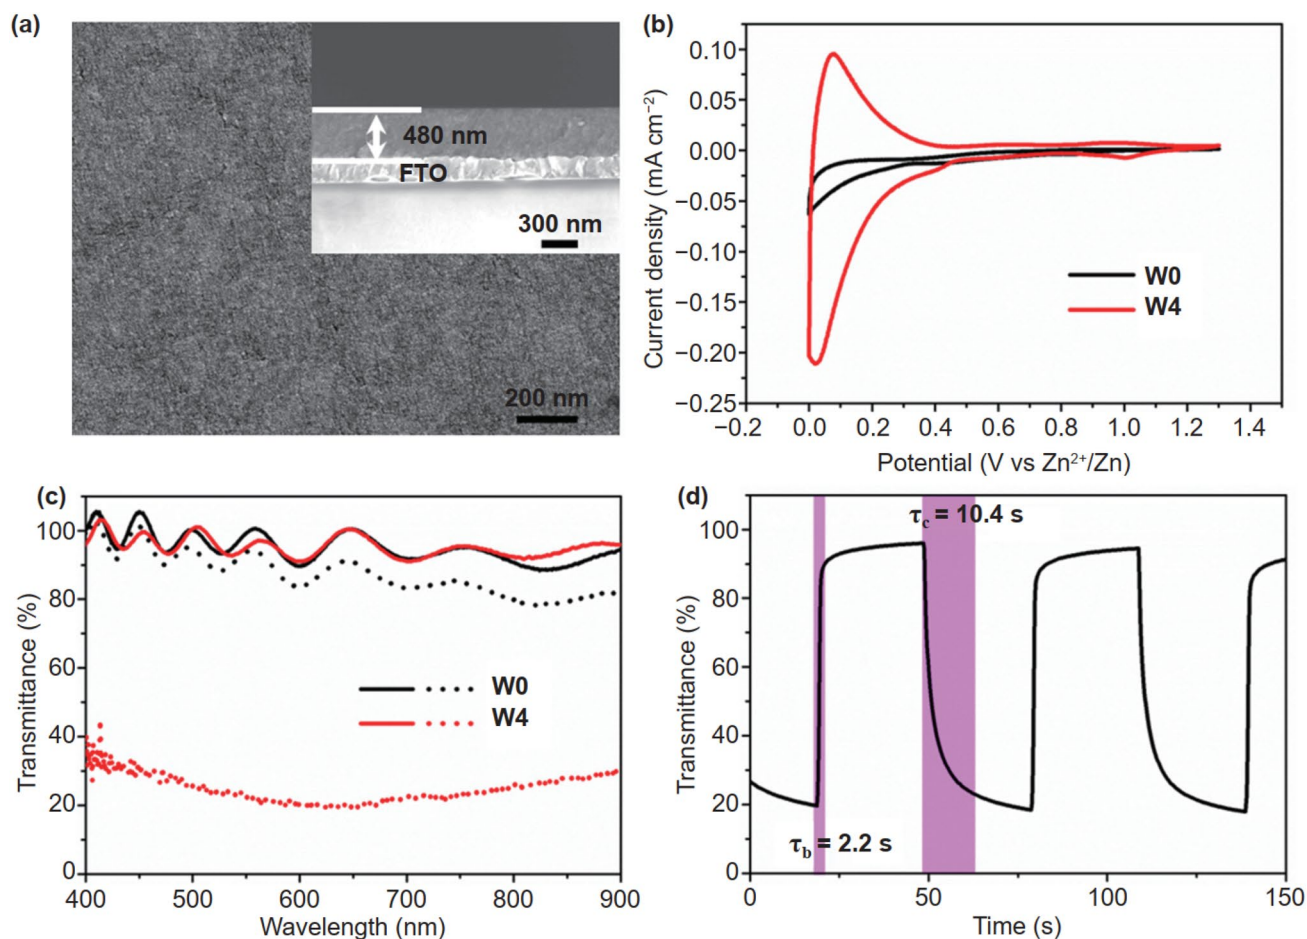 (a)
480 nm
FTO
300 nm
200 nm
(b)
Current density (mA cm⁻²)
0.10
0.05
0.00
−0.05
−0.10
−0.15
−0.20
−0.25
W0
W4
−0.2 0.0 0.2 0.4 0.6 0.8 1.0 1.2 1.4
Potential (V vs Zn²⁺/Zn)
(c)
Transmittance (%)
100
80
60
40
20
0
W0
W4
400 500 600 700 800 900
Wavelength (nm)
(d)
Transmittance (%)
100
80
60
40
20
0
τc = 10.4 s
τb = 2.2 s
0 50 100 150
Time (s)